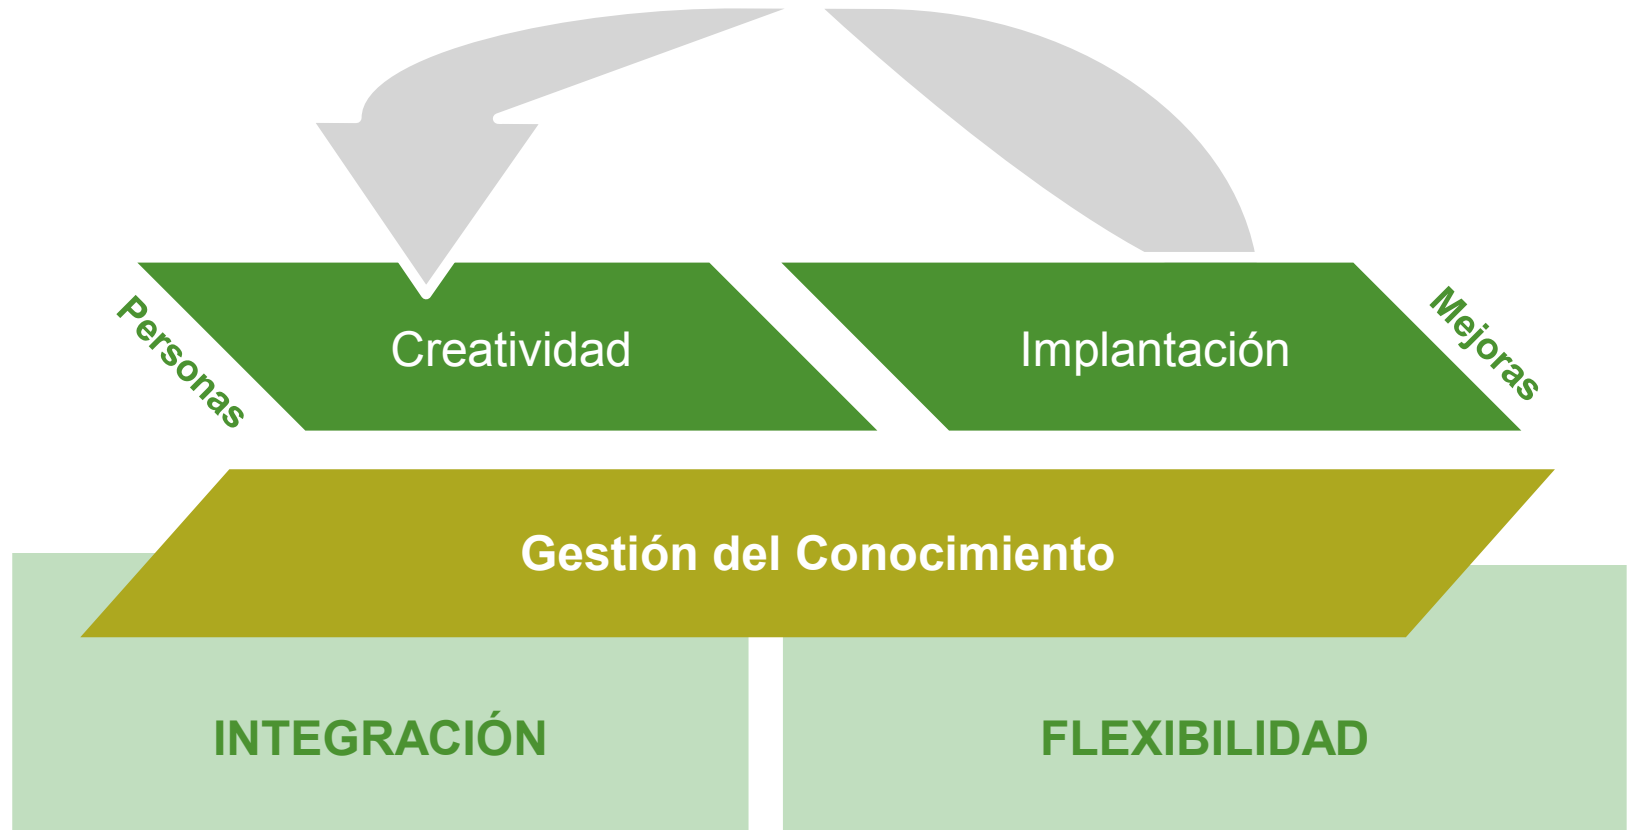 Personas
Creatividad
Implantación
Mejoras
Gestión del Conocimiento
INTEGRACIÓN
FLEXIBILIDAD